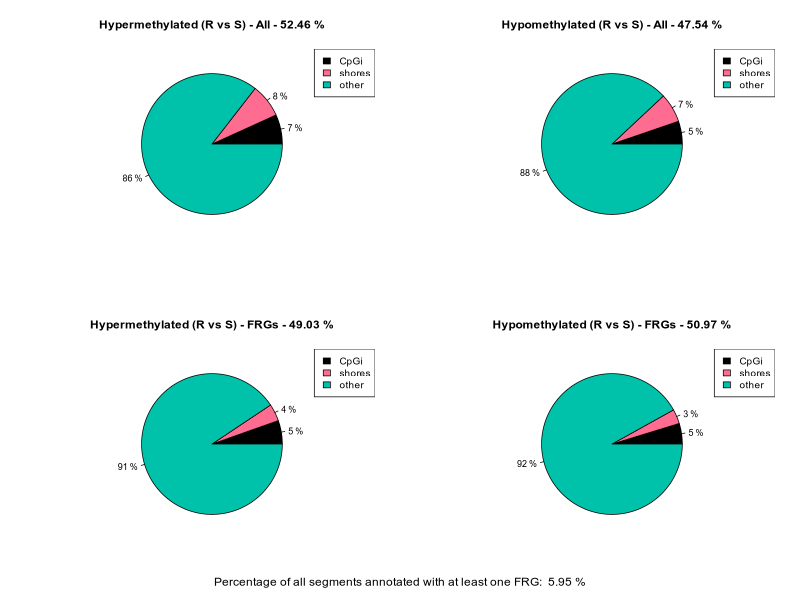 Hypermethylated (R vs S) - All - 52.46 %
CpGi
shores
other
8 %
7 %
86 %
Hypomethylated (R vs S) - All - 47.54 %
CpGi
shores
other
7 %
5 %
88 %
Hypermethylated (R vs S) - FRGs - 49.03 %
CpGi
shores
other
4 %
5 %
91 %
Hypomethylated (R vs S) - FRGs - 50.97 %
CpGi
shores
other
3 %
5 %
92 %
Percentage of all segments annotated with at least one FRG: 5.95 %